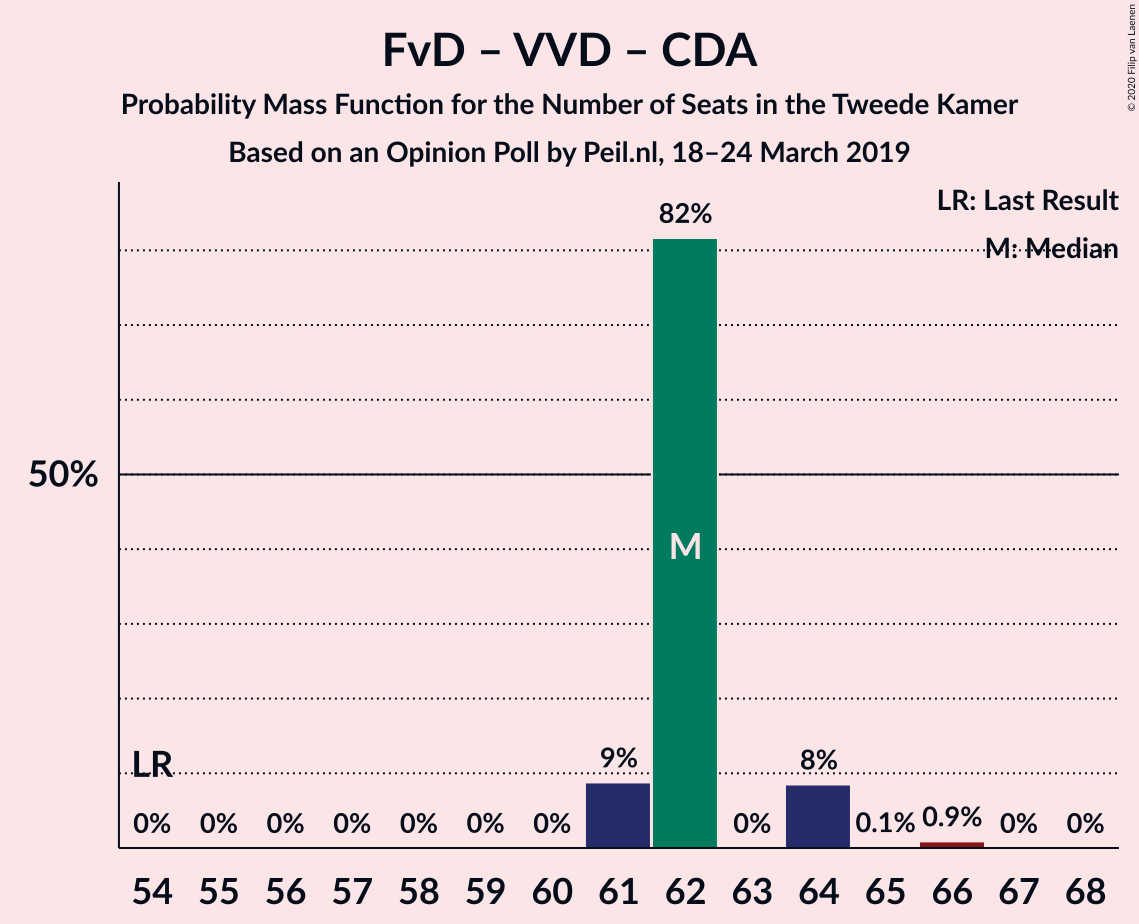 FvD – VVD – CDA
Probability Mass Function for the Number of Seats in the Tweede Kamer
Based on an Opinion Poll by Peil.nl, 18–24 March 2019
© 2020 Filip van Laenen
LR: Last Result
M: Median
82%
50%
M
LR
9%
8%
0% 0% 0% 0% 0% 0% 0% 0% 0.1% 0.9% 0% 0%
54 55 56 57 58 59 60 61 62 63 64 65 66 67 68